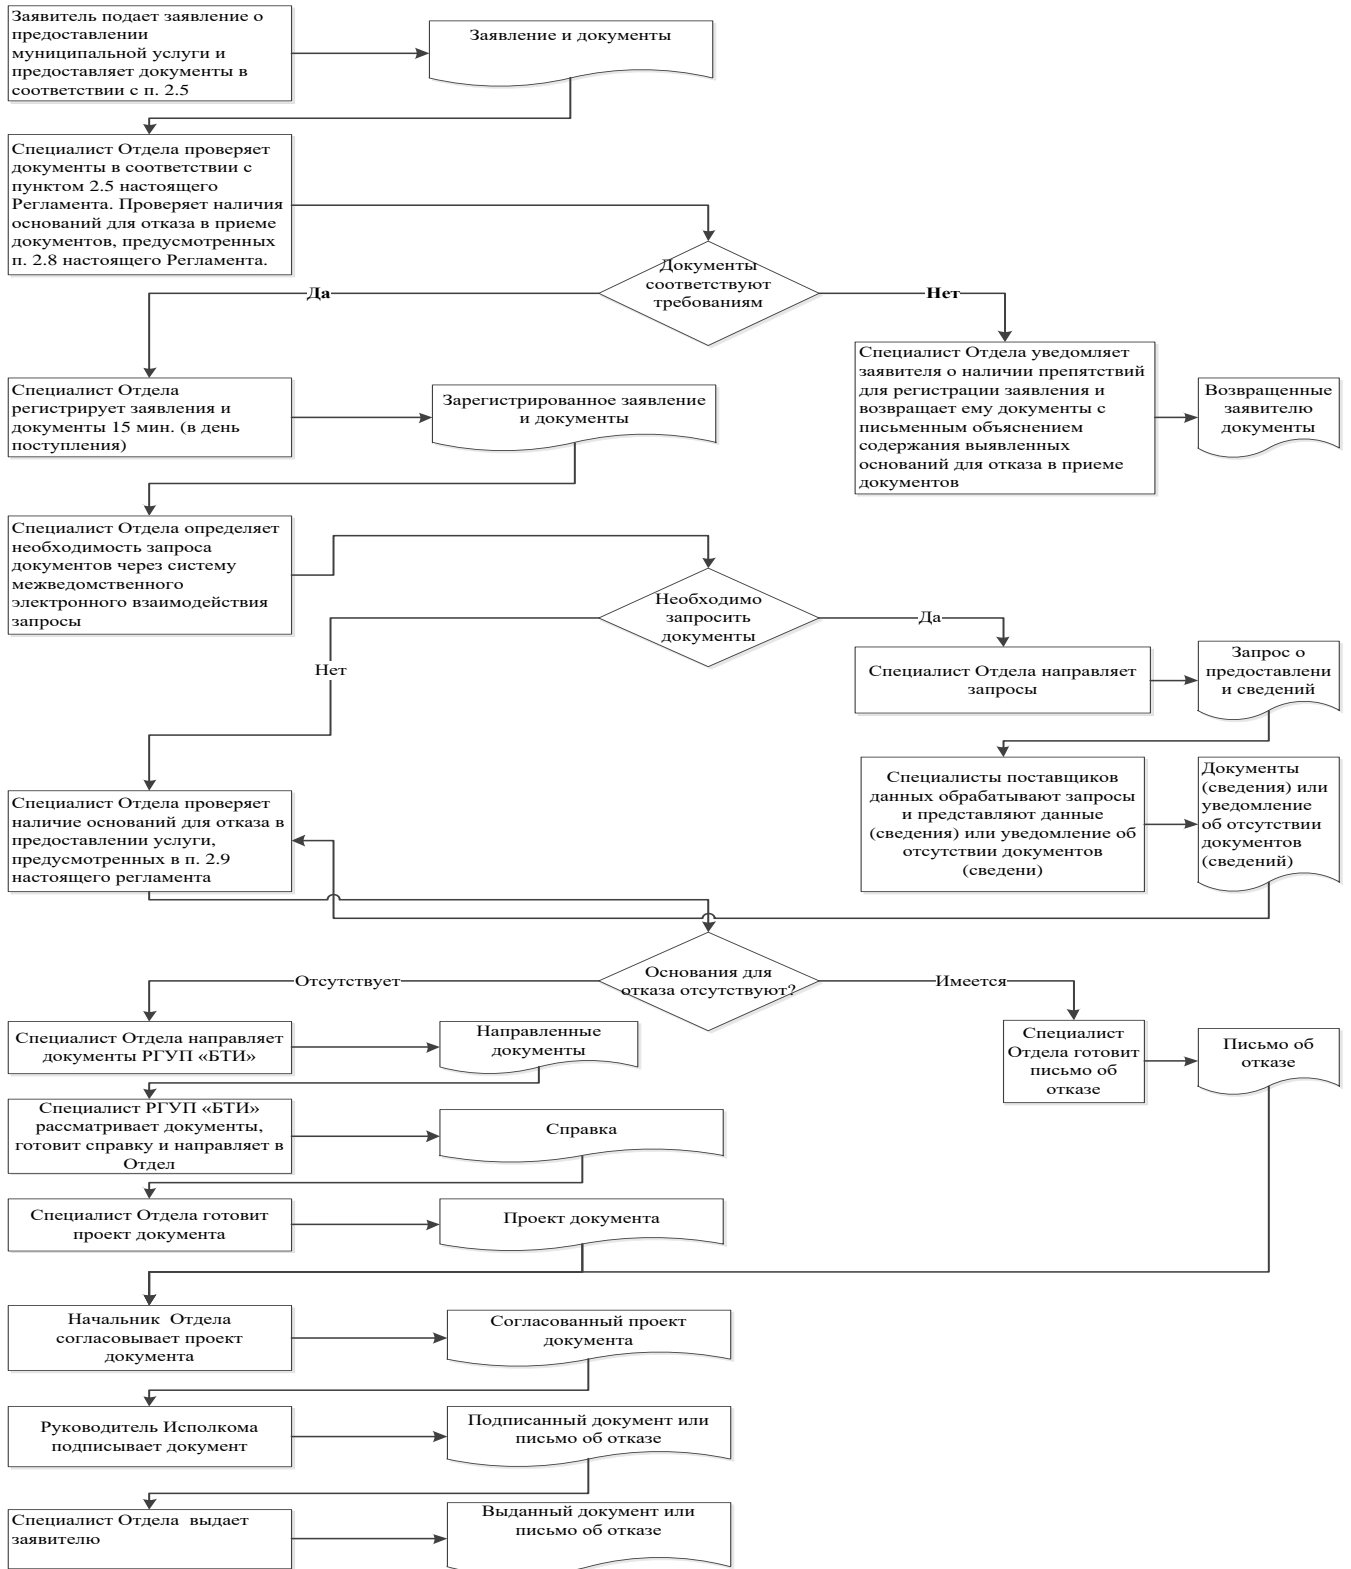 Заявитель подает заявление о
предоставлении
муниципальной услуги и
предоставляет документы в
соответствии с п. 2.5
Заявление и документы
Специалист Отдела проверяет
документы в соответствии с
пунктом 2.5 настоящего
Регламента. Проверяет наличия
оснований для отказа в приеме
документов, предусмотренных
п. 2.8 настоящего Регламента.
Документы
соответствуют
требованиям
Да
Нет
Специалист Отдела
регистрирует заявления и
документы 15 мин. (в день
поступления)
Зарегистрированное заявление
и документы
Специалист Отдела уведомляет
заявителя о наличии препятствий
для регистрации заявления и
возвращает ему документы с
письменным объяснением
содержания выявленных
оснований для отказа в приеме
документов
Возвращенные
заявителю
документы
Специалист Отдела определяет
необходимость запроса
документов через систему
межведомственного
электронного взаимодействия
запросы
Необходимо
запросить
документы
Да
Нет
Специалист Отдела направляет
запросы
Запрос о
предоставлени
и сведений
Специалисты поставщиков
данных обрабатывают запросы
и представляют данные
(сведения) или уведомление об
отсутствии документов
(сведени)
Документы
(сведения) или
уведомление
об отсутствии
документов
(сведений)
Специалист Отдела проверяет
наличие оснований для отказа в
предоставлении услуги,
предусмотренных в п. 2.9
настоящего регламента
Основания для
отказа отсутствуют?
Отсутствует
Имеется
Специалист Отдела направляет
документы РГУП «БТИ»
Направленные
документы
Специалист
Отдела готовит
письмо об
отказе
Письмо об
отказе
Специалист РГУП «БТИ»
рассматривает документы,
готовит справку и направляет в
Отдел
Справка
Специалист Отдела готовит
проект документа
Проект документа
Начальник  Отдела
согласовывает проект
документа
Согласованный проект
документа
Руководитель Исполкома
подписывает документ
Подписанный документ или
письмо об отказе
Специалист Отдела  выдает
заявителю
Выданный документ или
письмо об отказе